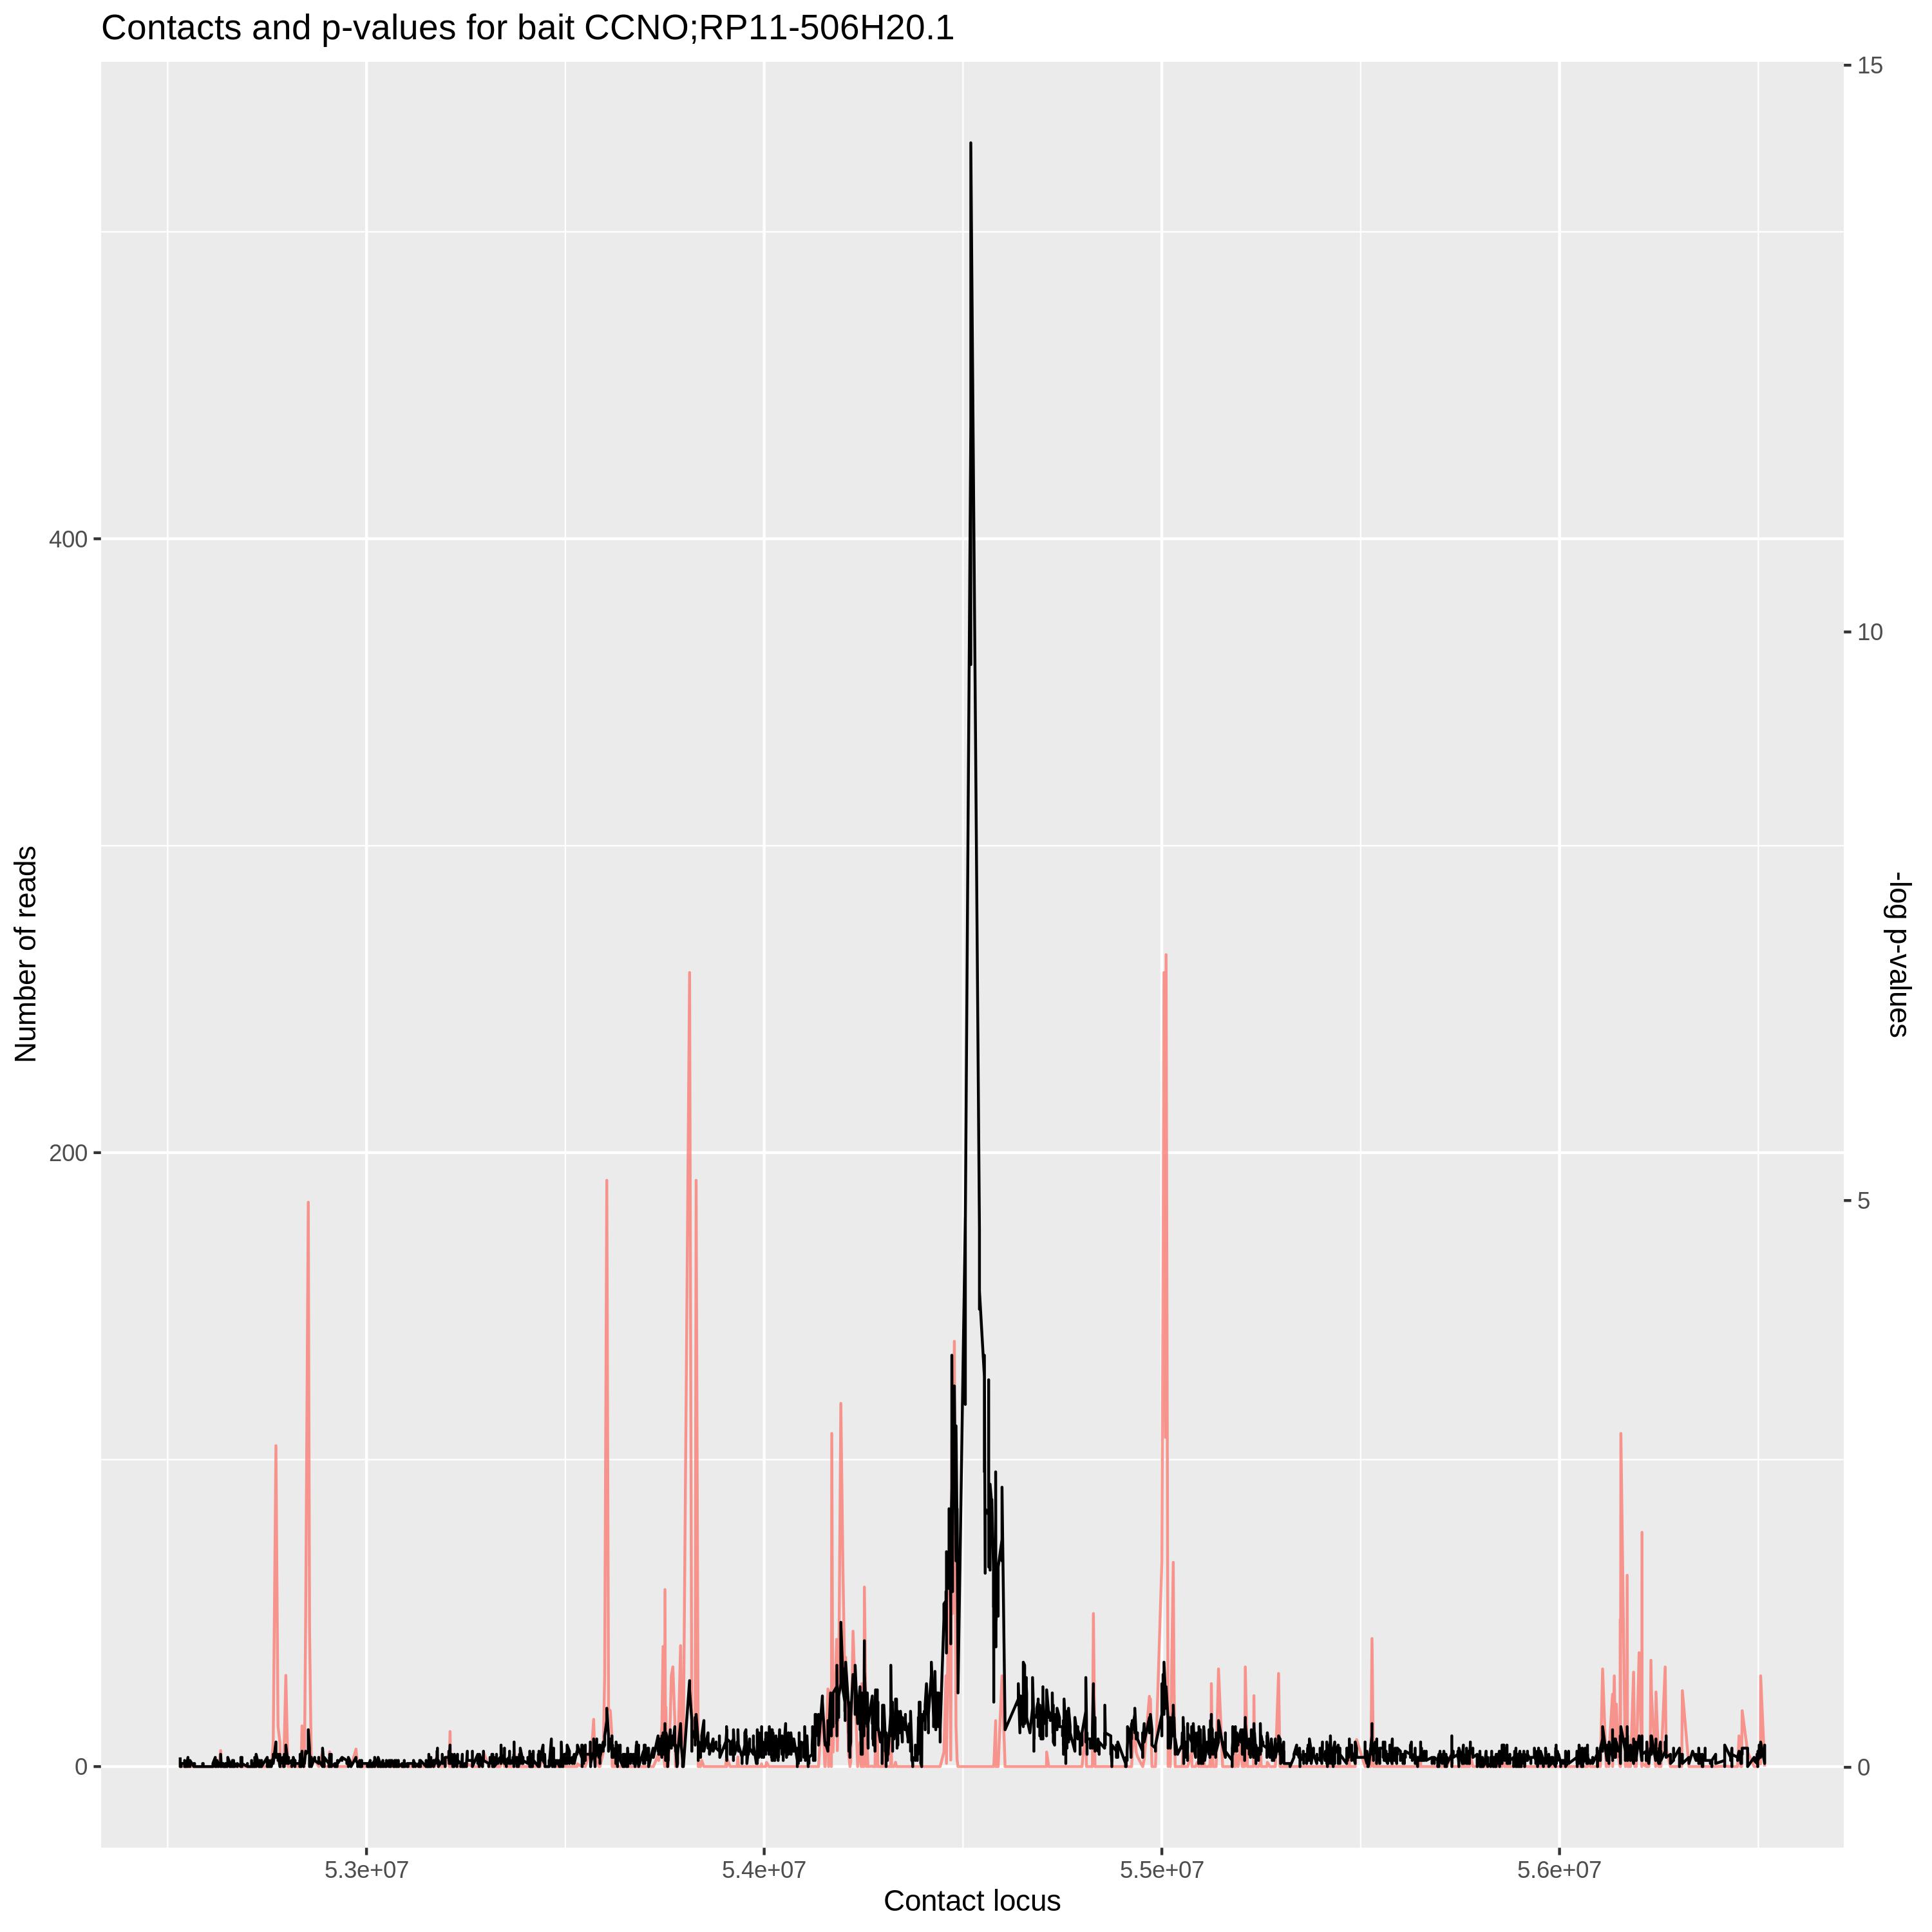 Contacts and p-values for bait CCNO;RP11-506H20.1
15
400
10
Number of reads
-log p-values
200
5
0
0
5.3e+07
5.4e+07
5.5e+07
5.6e+07
Contact locus